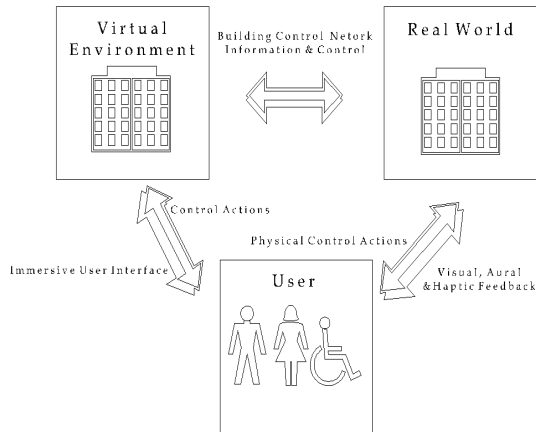 Virtual
Environment
Building Control Netork
Information & Control
Real World
Control Actions
Physical Control Actions
Immersive User Interface
Visual, Aural
&Haptic Feedback
User